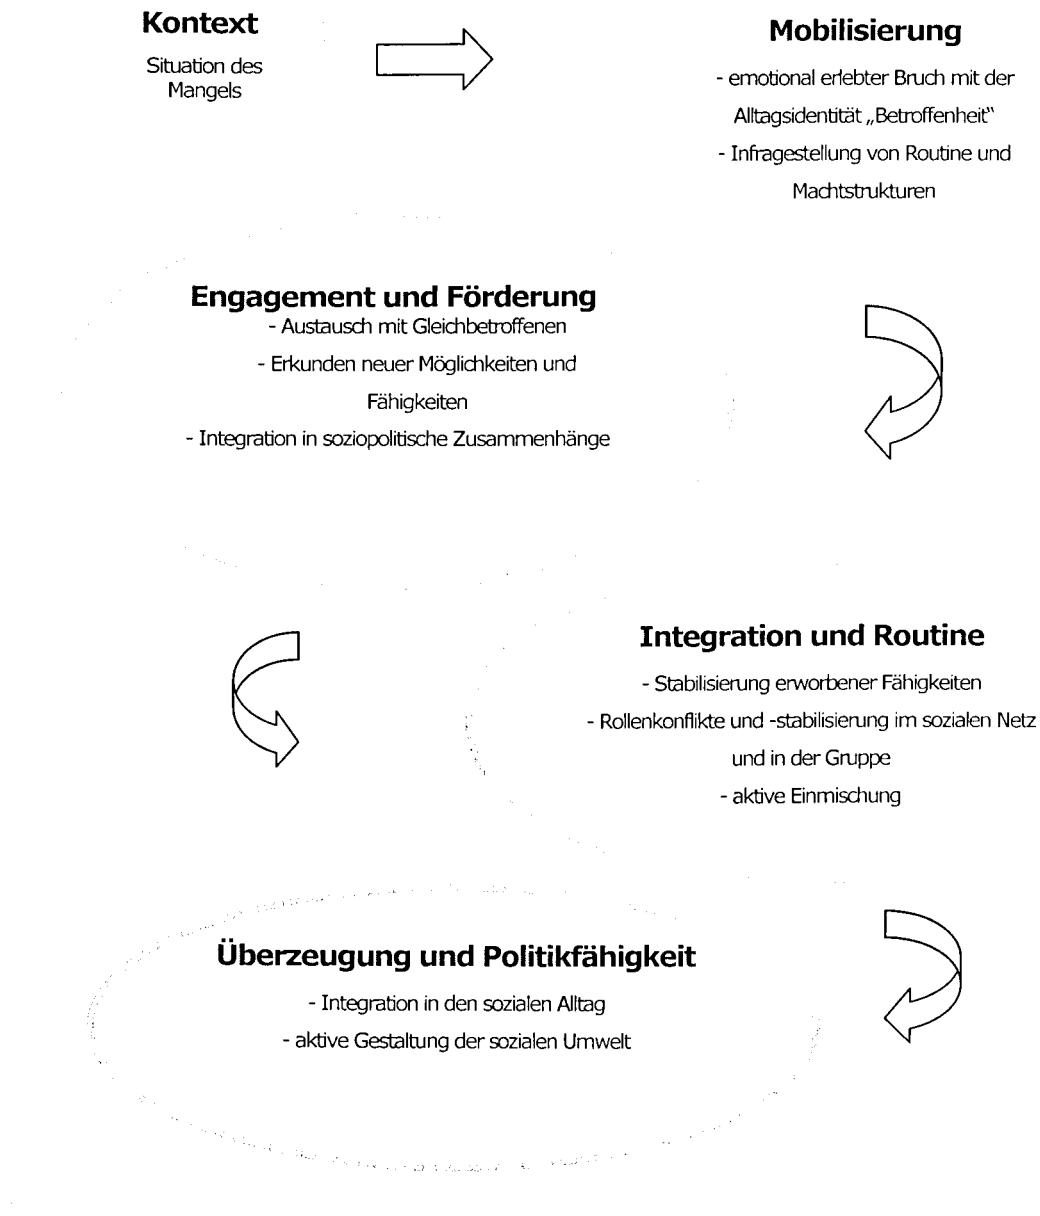 Kontext
Situation des
Mangels
Mobilisierung
- emotional erlebter Bruch mit der
Alltagsidentität „Betroffenheit“
- Infragestellung von Routine und
Machtstrukturen
Engagement und Förderung
- Austausch mit Gleichbetroffenen
- Erkunden neuer Möglichkeiten und
Fähigkeiten
- Integration in soziopolitische Zusammenhänge
Integration und Routine
- Stabilisierung erworbener Fähigkeiten
- Rollenkonflikte und -stabilisierung im sozialen Netz
und in der Gruppe
- aktive Einmischung
Überzeugung und Politikfähigkeit
- Integration in den sozialen Alltag
- aktive Gestaltung der sozialen Umwelt